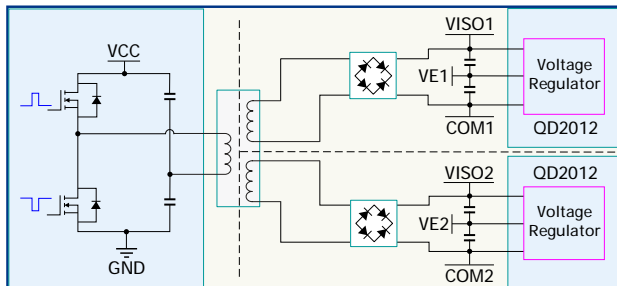 VCC
GND
VISO1
VE1
COM1
Voltage
Regulator
QD2012
VISO2
VE2
COM2
QD2012
Voltage
Regulator